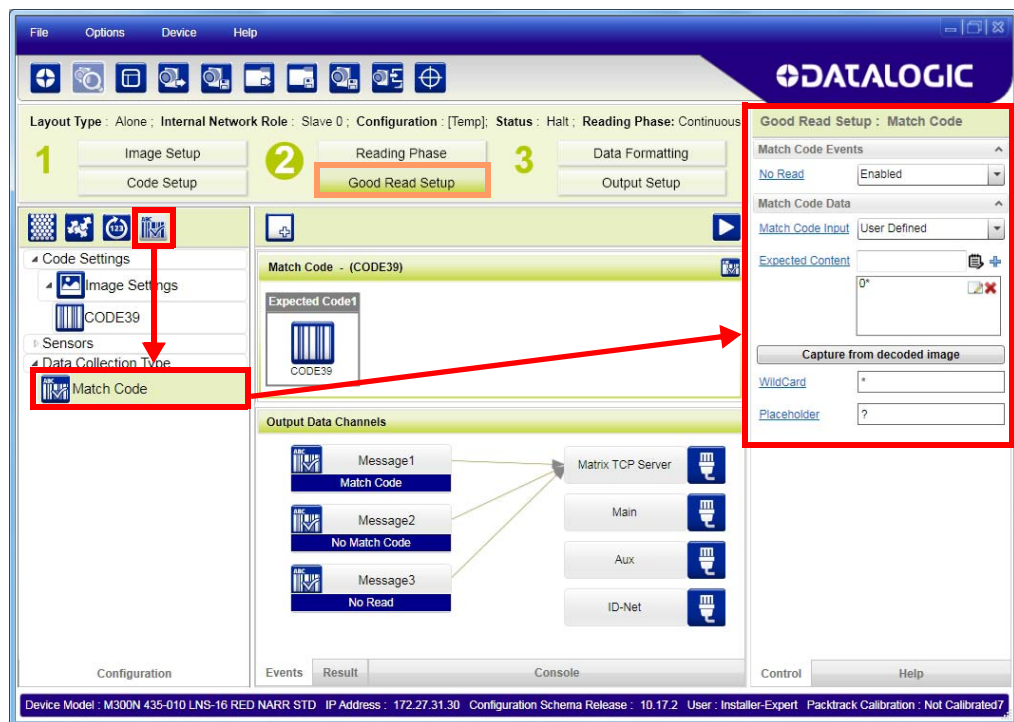 File Options Device Help
DATALOGIC
Layout Type : Alone ; Internal Network Role : Slave 0 ; Configuration : [Temp]; Status : Halt ; Reading Phase: Continuous
1
Image Setup
Code Setup
2
Reading Phase
Good Read Setup
3
Data Formatting
Output Setup
123
ABC
Code Settings
Image Settings
CODE39
Sensors
Data Collection Type
ABC
Match Code
Configuration
Match Code - (CODE39)
Expected Code1
CODE39
Output Data Channels
ABC
Message1
Match Code
ABC
Message2
No Match Code
ABC
Message3
No Read
Matrix TCP Server
Main
Aux
ID-Net
Events Result Console
Good Read Setup : Match Code
Match Code Events
No Read Enabled
Match Code Data
Match Code Input User Defined
Expected Content
0*
Capture from decoded image
WildCard *
Placeholder ?
Control Help
Device Model : M300N 435-010 LNS-16 RED NARR STD IP Address : 172.27.31.30 Configuration Schema Release : 10.17.2 User : Installer-Expert Packtrack Calibration : Not Calibrated7